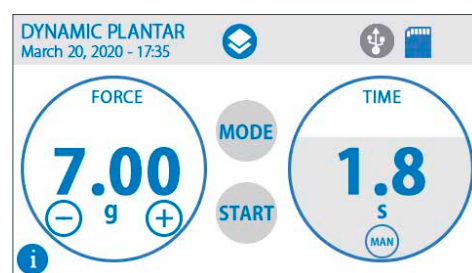 DYNAMIC PLANTAR
March 20, 2020 - 17:35
FORCE
7.00
g
MODE
START
TIME
1.8
s
MAN
i